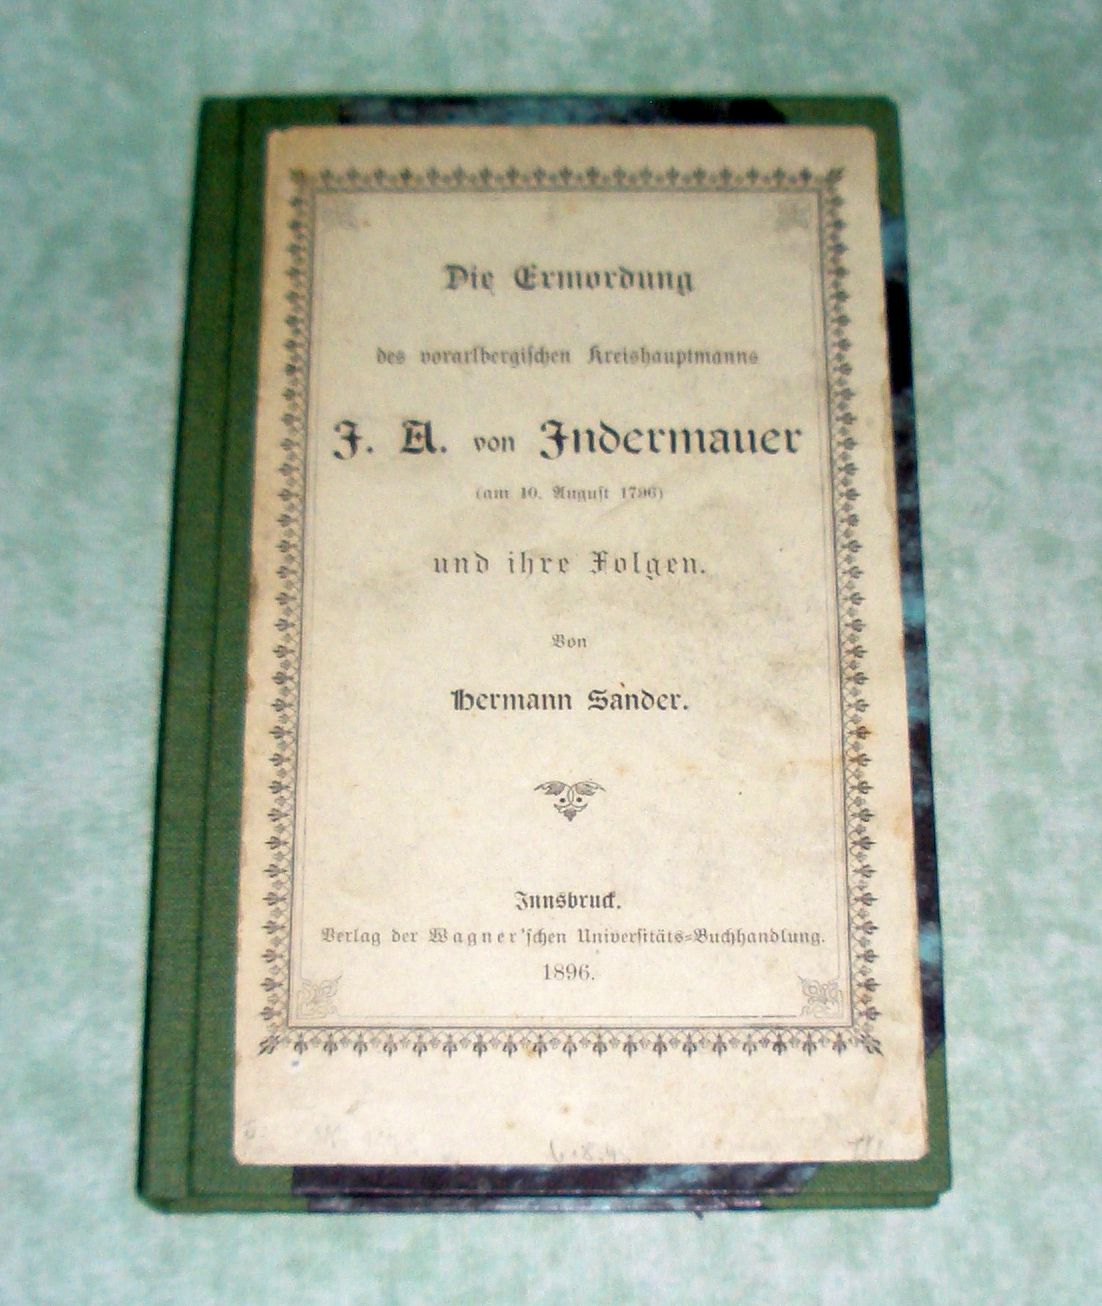 Die Ermordung
des vorarlbergischen Kreishauptmanns
J. A. von Indermauer
(am 10. August 1796)
und ihre Folgen.
Von
Hermann Sander.
Innsbruck.
Verlag der Wagner'schen Universitäts-Buchhandlung.
1896.